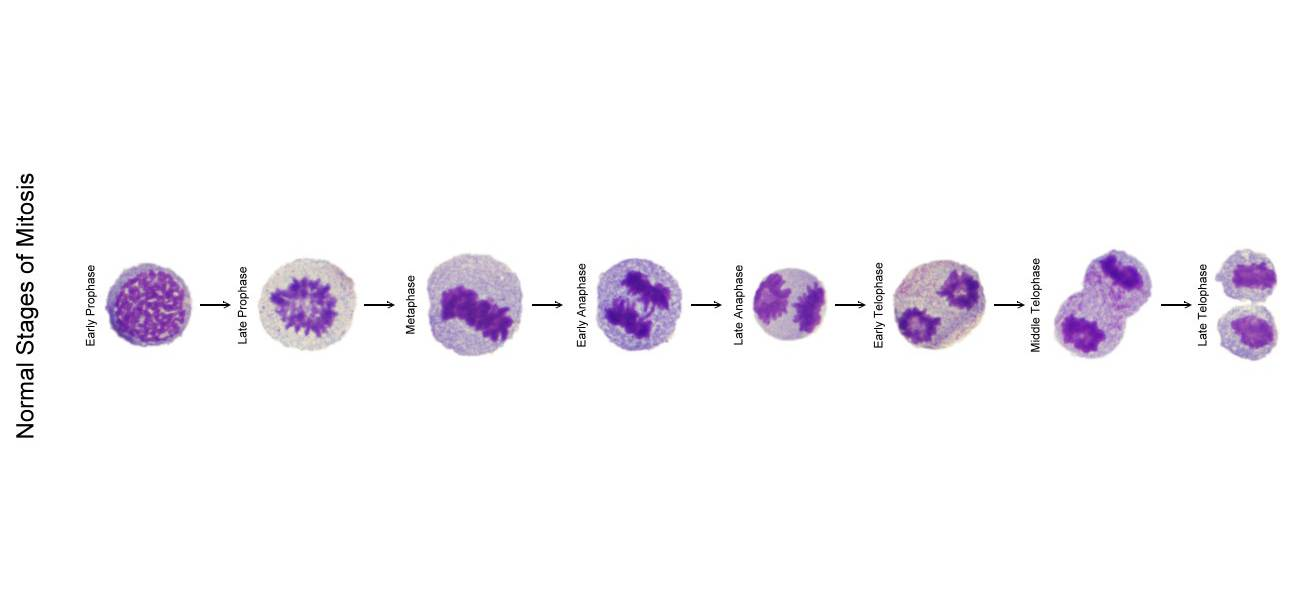 Normal Stages of Mitosis
Early Prophase
Late Prophase
Metaphase
Early Anaphase
Late Anaphase
Early Telophase
Middle Telophase
Late Telophase